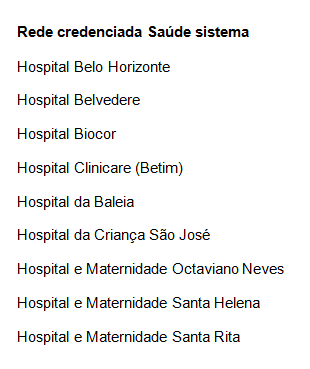 Rede credenciada Saúde sistema
Hospital Belo Horizonte
Hospital Belvedere
Hospital Biocor
Hospital Clinicare (Betim)
Hospital da Baleia
Hospital da Criança São José
Hospital e Maternidade Octaviano Neves
Hospital e Maternidade Santa Helena
Hospital e Maternidade Santa Rita